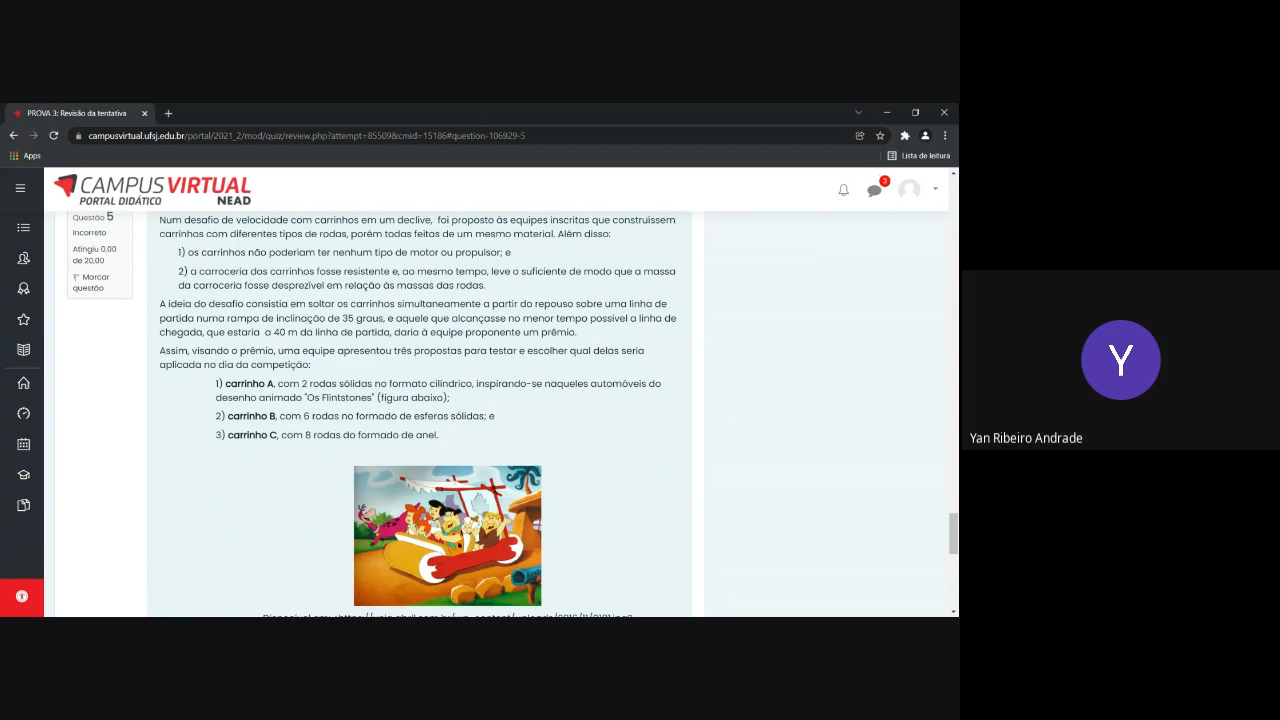 PROVA 3: Revisão da tentativa
campusvirtual.ufsj.edu.br/portal/2021_2/mod/quiz/review.php?attempt=85509&cmid=15186#question-106929-5
Apps
Lista de leitura
CAMPUS VIRTUAL
PORTAL DIDÁTICO NEAD
3
Questão 5
Incorreto
Atingiu 0,00
de 20,00
Marcar
questão
Num desafio de velocidade com carrinhos em um declive, foi proposto às equipes inscritas que construíssem
carrinhos com diferentes tipos de rodas, porém todas feitas de um mesmo material. Além disso:
1) os carrinhos não poderiam ter nenhum tipo de motor ou propulsor; e
2) a carroceria dos carrinhos fosse resistente e, ao mesmo tempo, leve o suficiente de modo que a massa
da carroceria fosse desprezível em relação às massas das rodas.
A ideia do desafio consistia em soltar os carrinhos simultaneamente a partir do repouso sobre uma linha de
partida numa rampa de inclinação de 35 graus, e aquele que alcançasse no menor tempo possível a linha de
chegada, que estaria a 40 m da linha de partida, daria à equipe proponente um prêmio.
Assim, visando o prêmio, uma equipe apresentou três propostas para testar e escolher qual delas seria
aplicada no dia da competição:
1) carrinho A, com 2 rodas sólidas no formato cilíndrico, inspirando-se naqueles automóveis do
desenho animado "Os Flintstones" (figura abaixo);
2) carrinho B, com 6 rodas no formado de esferas sólidas; e
3) carrinho C, com 8 rodas do formado de anel.
Y
Yan Ribeiro Andrade